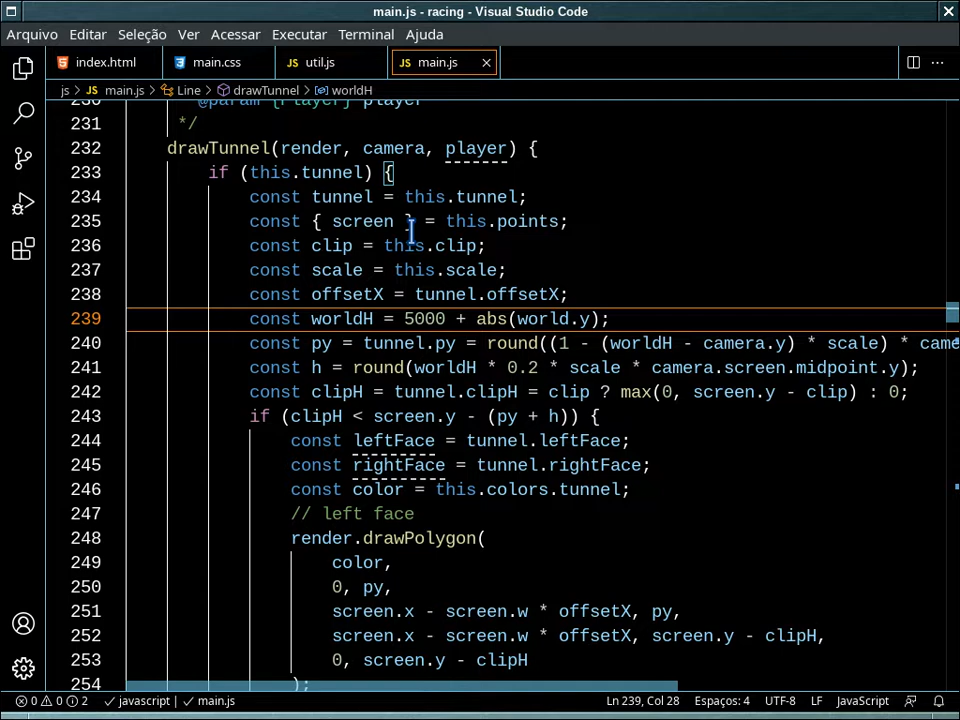 main.js - racing - Visual Studio Code
Arquivo Editar Seleção Ver Acessar Executar Terminal Ajuda
index.html main.css JS util.js JS main.js
js > JS main.js > Line > drawTunnel > worldH
230 @param {Player} player
231 */
232 drawTunnel(render, camera, player) {
233 if (this.tunnel) {
234 const tunnel = this.tunnel;
235 const { screen } = this.points;
236 const clip = this.clip;
237 const scale = this.scale;
238 const offsetX = tunnel.offsetX;
239 const worldH = 5000 + abs(world.y);
240 const py = tunnel.py = round((1 - (worldH - camera.y) * scale) * came
241 const h = round(worldH * 0.2 * scale * camera.screen.midpoint.y);
242 const clipH = tunnel.clipH = clip ? max(0, screen.y - clip) : 0;
243 if (clipH < screen.y - (py + h)) {
244 const leftFace = tunnel.leftFace;
245 const rightFace = tunnel.rightFace;
246 const color = this.colors.tunnel;
247 // left face
248 render.drawPolygon(
249 color,
250 0, py,
251 screen.x - screen.w * offsetX, py,
252 screen.x - screen.w * offsetX, screen.y - clipH,
253 0, screen.y - clipH
254 );
0 0 2 javascript | main.js Ln 239, Col 28 Espaços: 4 UTF-8 LF JavaScript